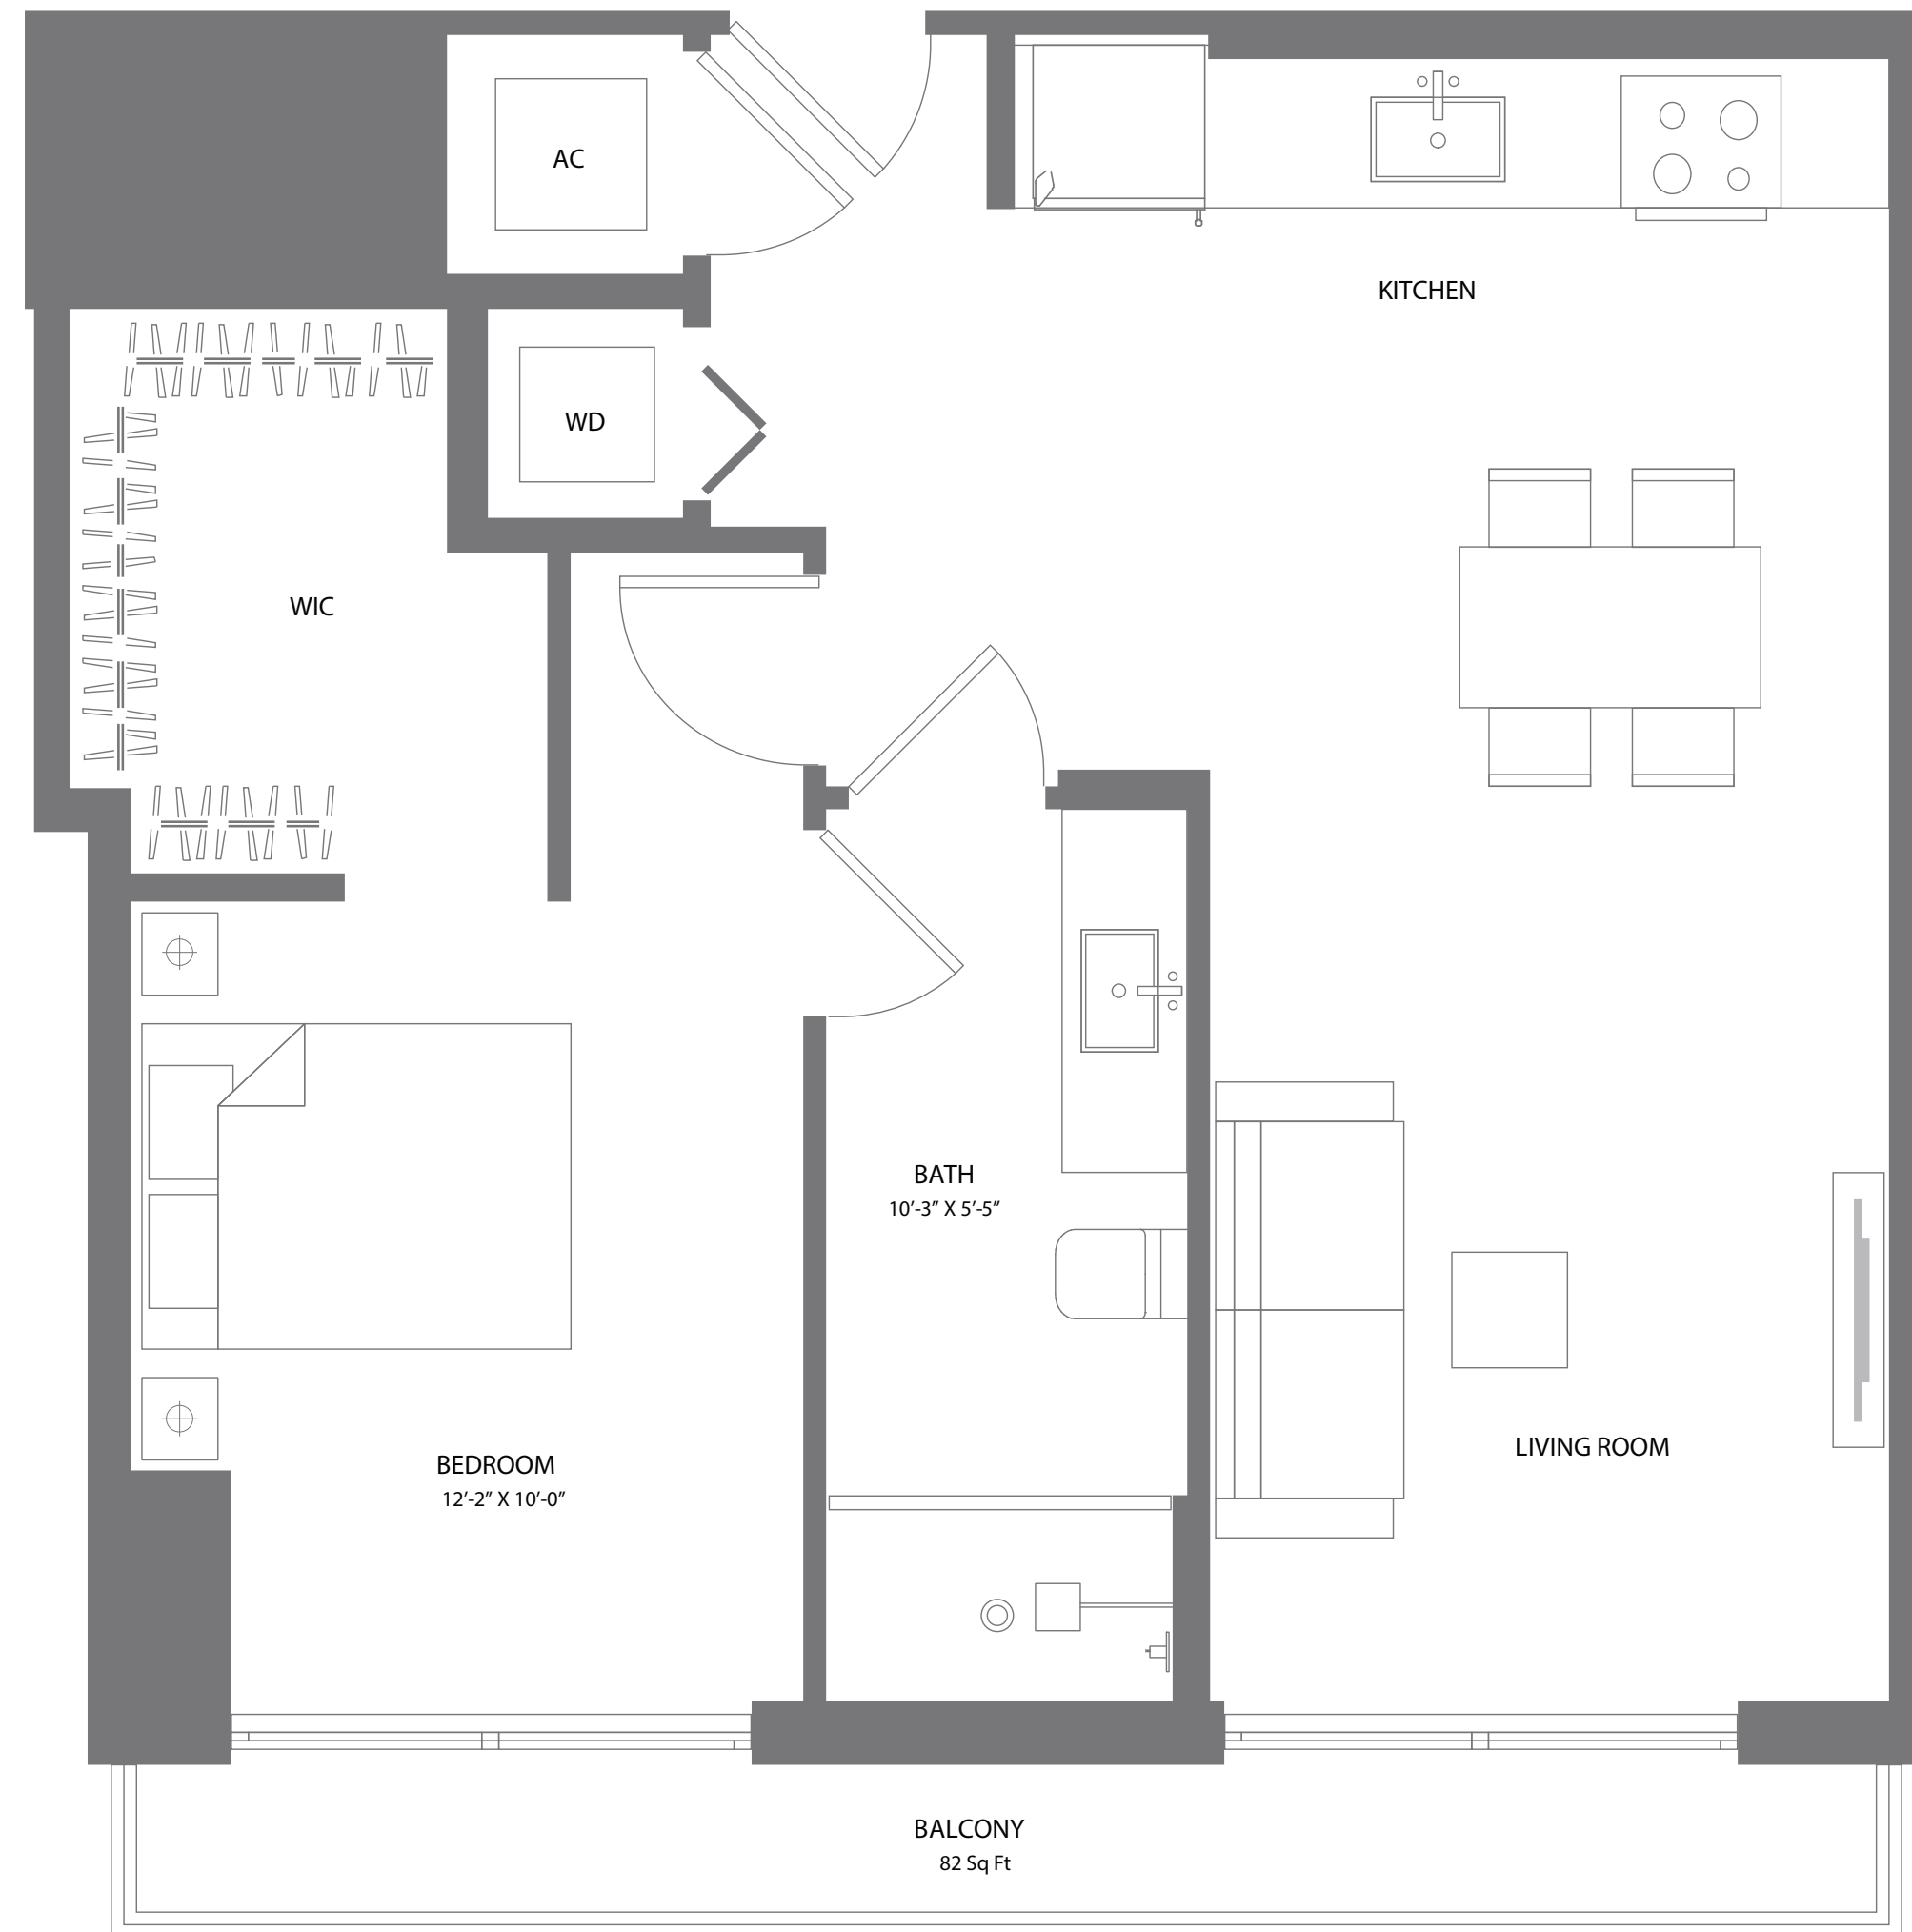 AC
KITCHEN
WD
WIC
BATH
10’-3” X 5’-5”
LIVING ROOM
BEDROOM
12’-2” X 10’-0”
BALCONY
82 Sq Ft